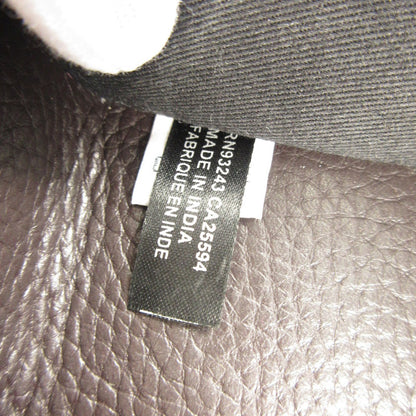 RN93243 CA25594
MADE IN INDIA
FABRIQUE EN INDE